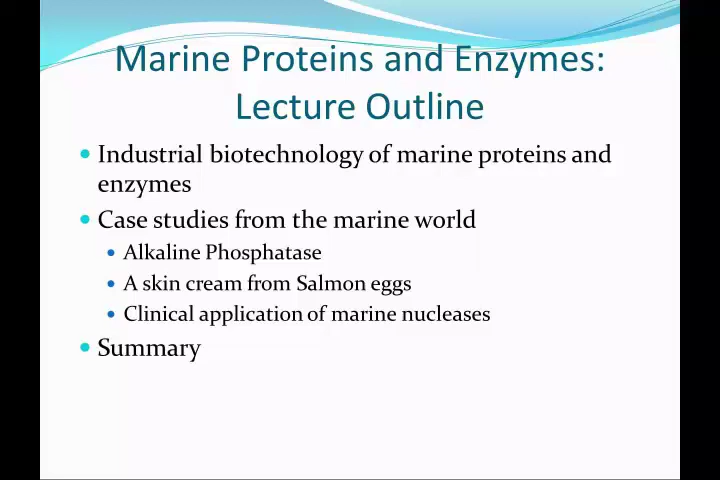 Marine Proteins and Enzymes:
Lecture Outline
Industrial biotechnology of marine proteins and
enzymes
Case studies from the marine world
Alkaline Phosphatase
A skin cream from Salmon eggs
Clinical application of marine nucleases
Summary